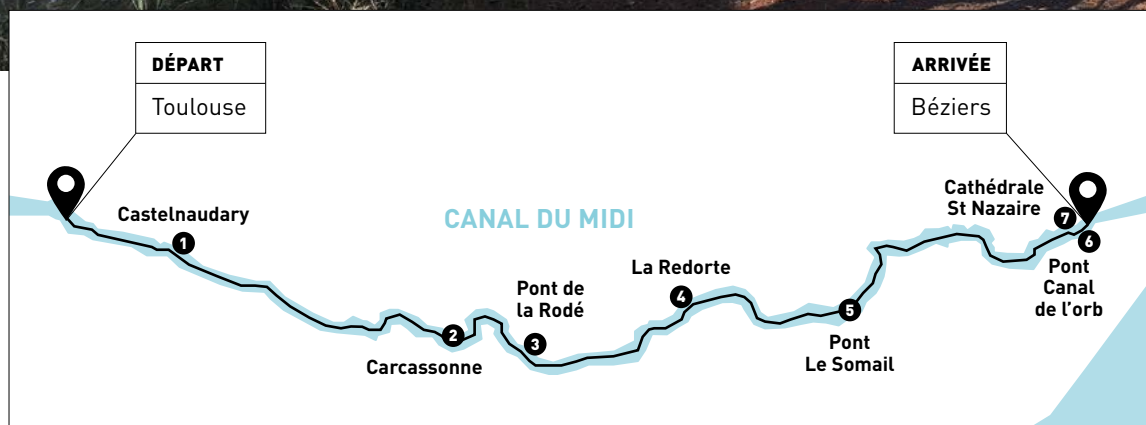 DÉPART
Toulouse
ARRIVÉE
Béziers
Castelnaudary
1
CANAL DU MIDI
Cathédrale
St Nazaire
7
6
Pont
Canal
de l’orb
La Redorte
4
Pont de
la Rodé
3
2
Carcassonne
5
Pont
Le Somail